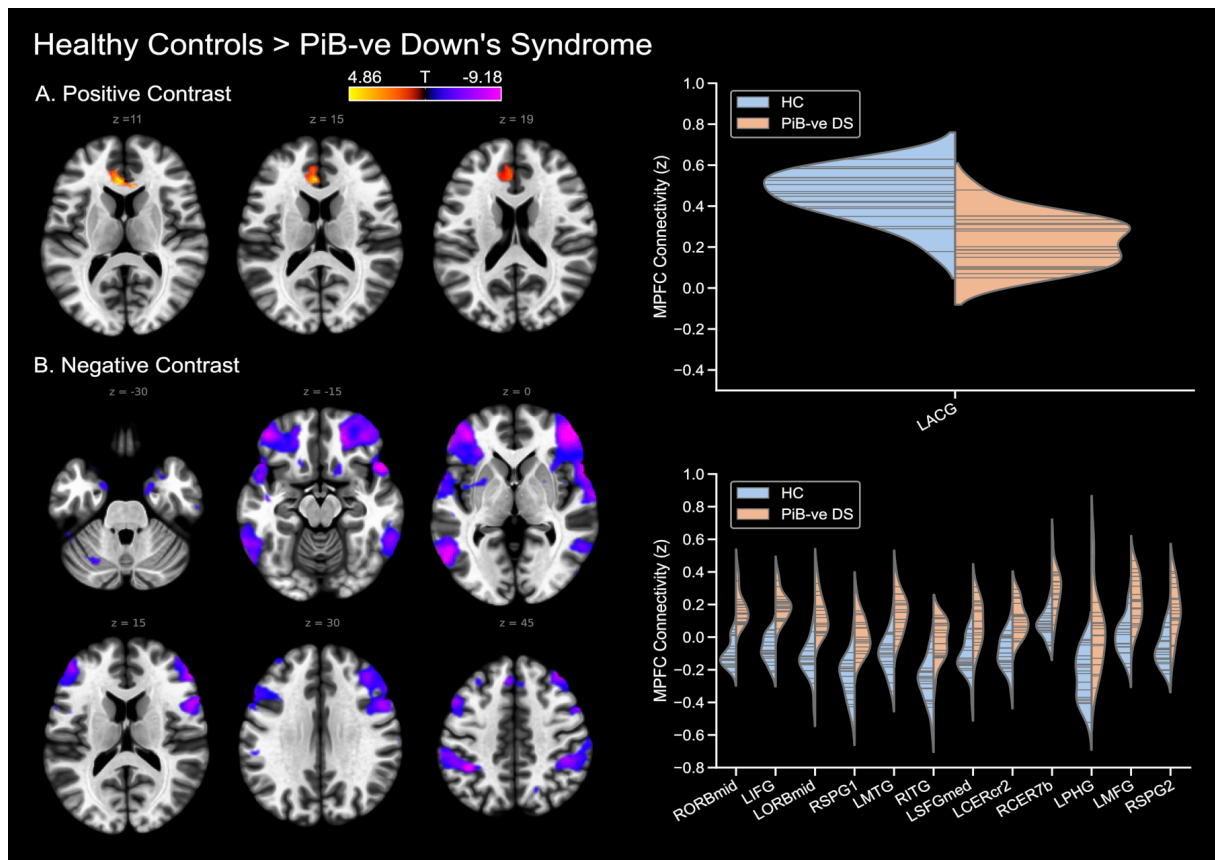 Healthy Controls > PiB-ve Down's Syndrome
A. Positive Contrast
4.86 T -9.18
z =11
z = 15
z = 19
B. Negative Contrast
z = -30
z = -15
z = 0
z = 15
z = 30
z = 45
MPFC Connectivity (z)
1.0
0.8
0.6
0.4
0.2
0.0
−0.2
−0.4
HC
PiB-ve DS
LACG
MPFC Connectivity (z)
1.0
0.8
0.6
0.4
0.2
0.0
−0.2
−0.4
−0.6
−0.8
HC
PiB-ve DS
RORBmid
LIFG
LORBmid
RSPG1
LMTG
RITG
LSFGmed
LCERcr2
RCER7b
LPHG
LMFG
RSPG2